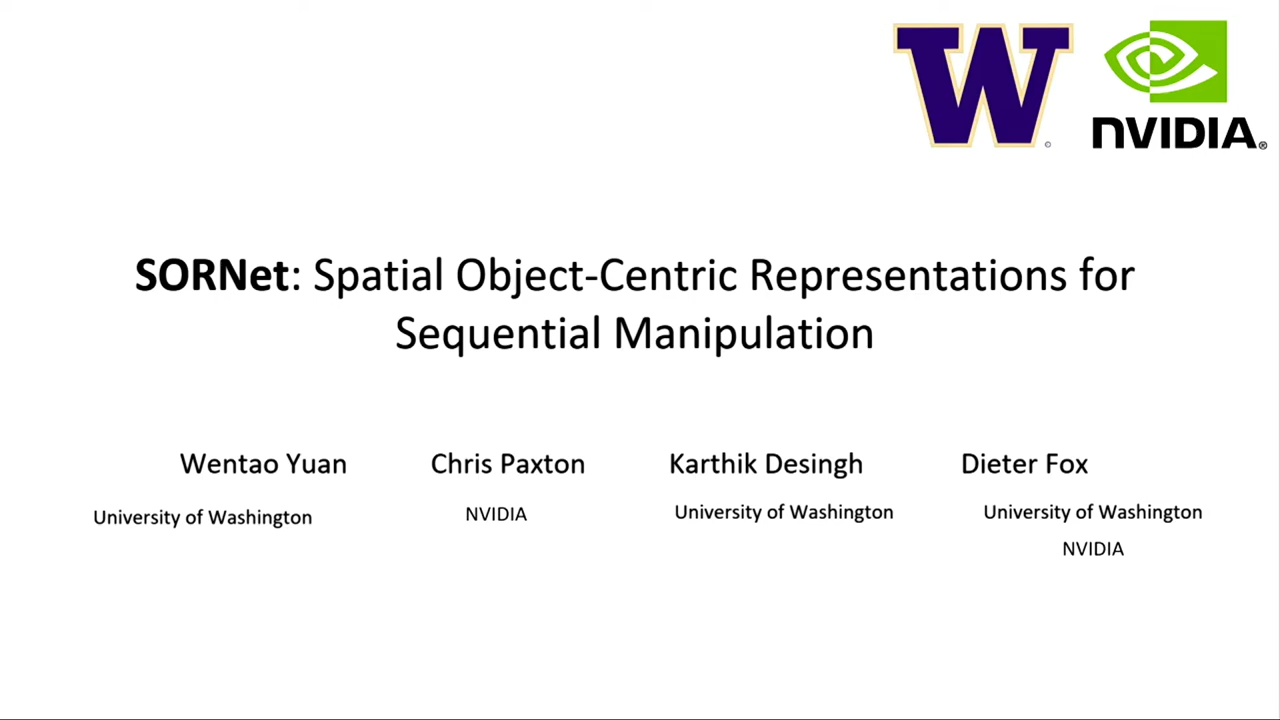 W
NVIDIA®
SORNet: Spatial Object-Centric Representations for
Sequential Manipulation
Wentao Yuan Chris Paxton Karthik Desingh Dieter Fox
University of Washington NVIDIA University of Washington University of Washington
NVIDIA